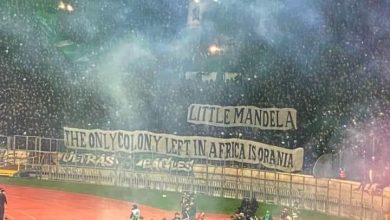 LITTLE MANDELA
THE ONLY COLONY LEFT IN AFRICA IS ORANIA
ULTRAS EAGLES